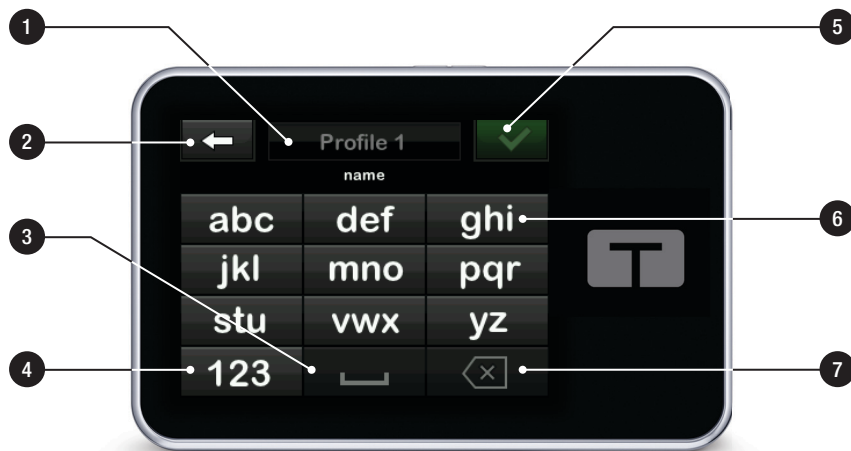 1
5
2
Profile 1
name
3
abc def ghi
6
jkl mno pqr
stu vwx yz
4
123
7